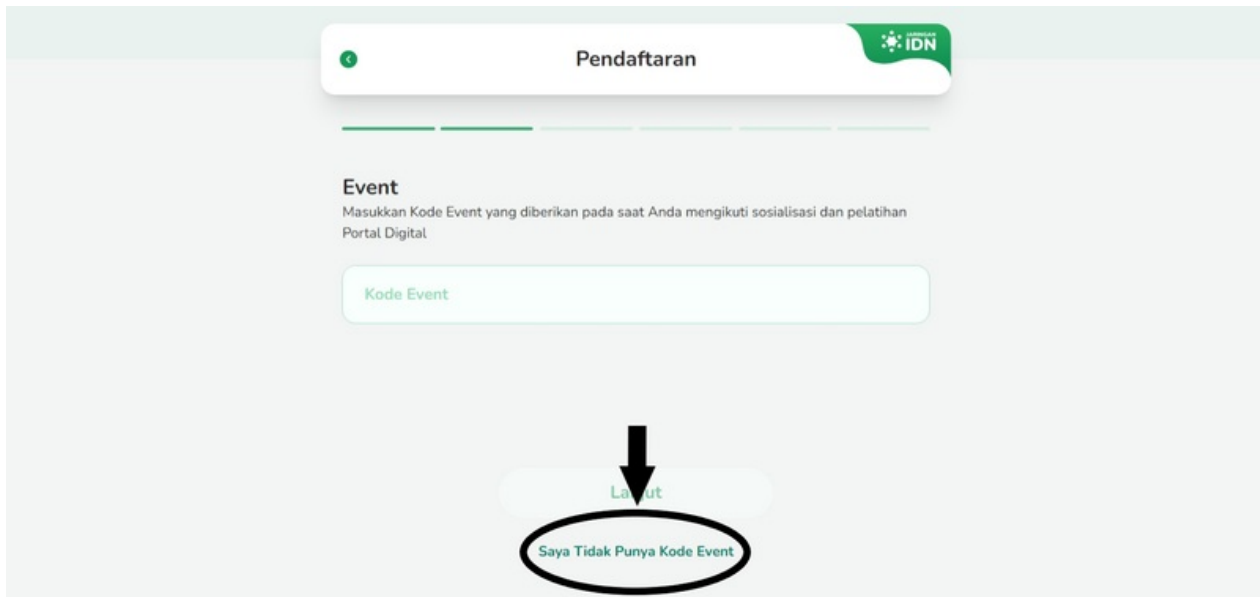 Pendaftaran
JARINGAN
IDN
Event
Masukkan Kode Event yang diberikan pada saat Anda mengikuti sosialisasi dan pelatihan
Portal Digital
Kode Event
Saya Tidak Punya Kode Event